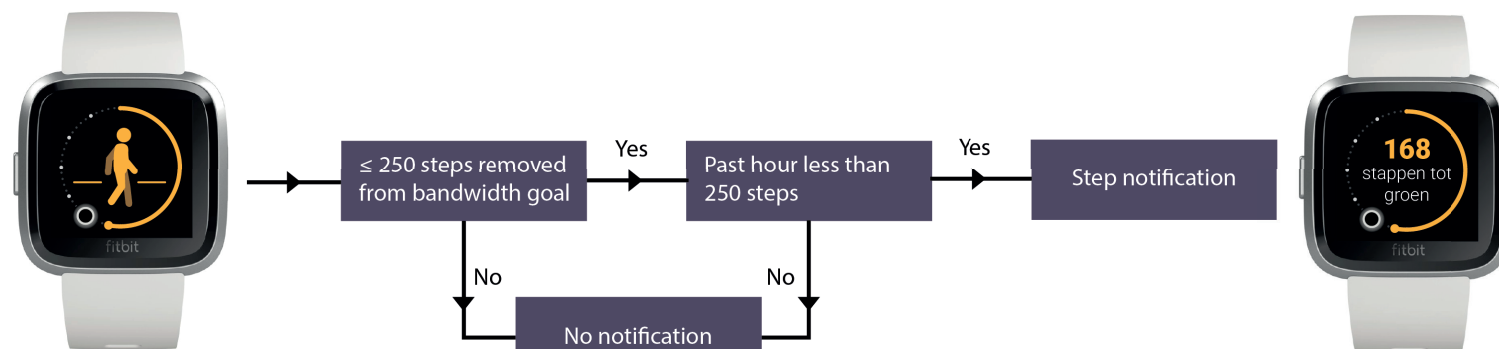 fitbit
≤ 250 steps removed
from bandwidth goal
Yes
Past hour less than
250 steps
Yes
Step notification
168
stappen tot
groen
fitbit
No
No
No notification